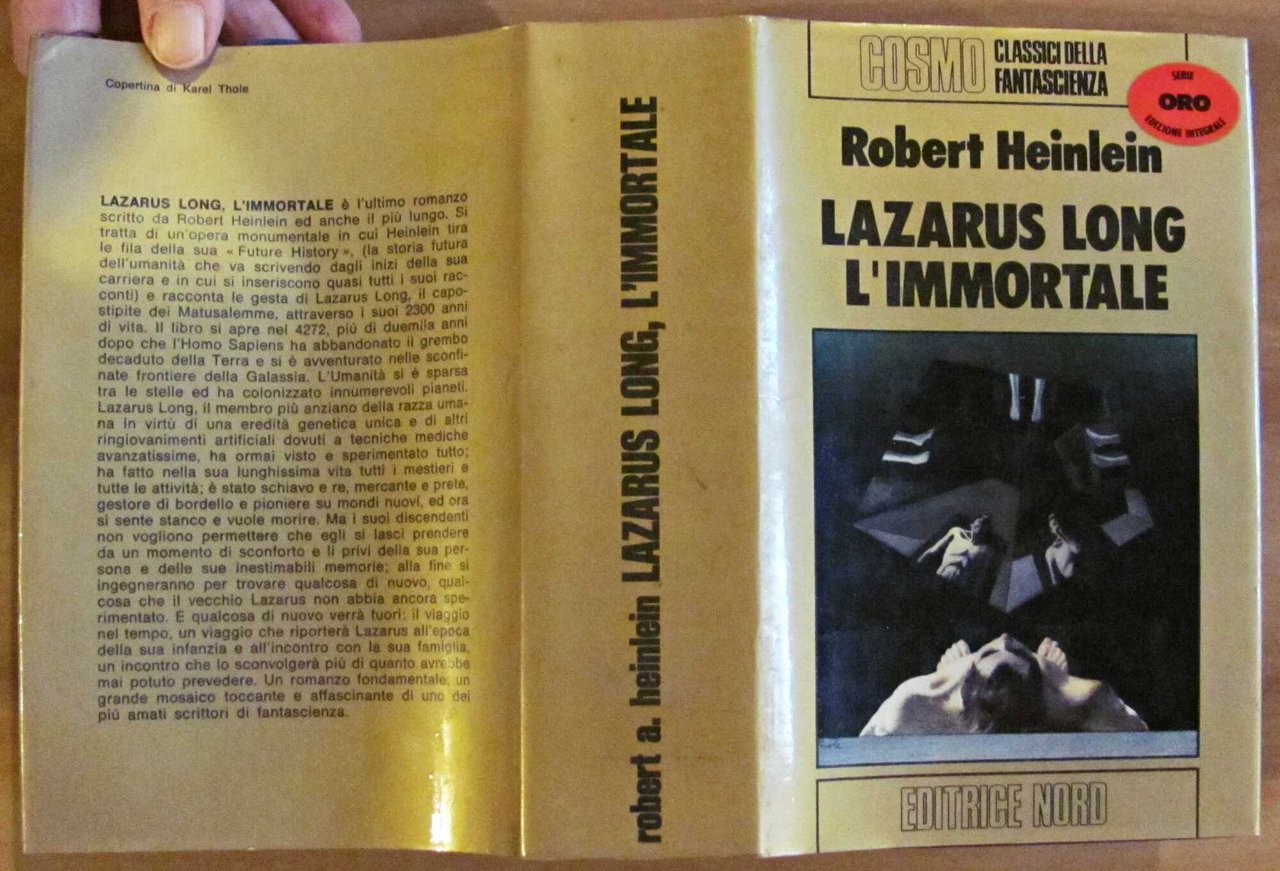 Copertina di Karel Thole
LAZARUS LONG, L'IMMORTALE è l'ultimo romanzo
scritto da Robert Heinlein ed anche il più lungo. Si
tratta di un'opera monumentale in cui Heinlein tira
le fila della sua « Future History », (la storia futura
dell'umanità che va scrivendo dagli inizi della sua
carriera e in cui si inseriscono quasi tutti i suoi rac-
conti) e racconta le gesta di Lazarus Long, il capo-
stipite dei Matusalemme, attraverso i suoi 2300 anni
di vita. Il libro si apre nel 4272, più di duemila anni
dopo che l'Homo Sapiens ha abbandonato il grembo
decaduto della Terra e si è avventurato nelle sconfi-
nate frontiere della Galassia. L'Umanità si è sparsa
tra le stelle ed ha colonizzato innumerevoli pianeti.
Lazarus Long, il membro più anziano della razza uma-
na in virtù di una eredità genetica unica e di altri
ringiovanimenti artificiali dovuti a tecniche mediche
avanzatissime, ha ormai visto e sperimentato tutto;
ha fatto nella sua lunghissima vita tutti i mestieri e
tutte le attività; è stato schiavo e re, mercante e prete,
gestore di bordello e pioniere su mondi nuovi, ed ora
si sente stanco e vuole morire. Ma i suoi discendenti
non vogliono permettere che egli si lasci prendere
da un momento di sconforto e li privi della sua per-
sona e delle sue inestimabili memorie; alla fine si
ingegneranno per trovare qualcosa di nuovo, qual-
cosa che il vecchio Lazarus non abbia ancora spe-
rimentato. E qualcosa di nuovo verrà fuori: il viaggio
nel tempo, un viaggio che riporterà Lazarus all'epoca
della sua infanzia e all'incontro con la sua famiglia,
un incontro che lo sconvolgerà più di quanto avrebbe
mai potuto prevedere. Un romanzo fondamentale, un
grande mosaico toccante e affascinante di uno dei
più amati scrittori di fantascienza.
robert a. heinlein LAZARUS LONG, L'IMMORTALE
COSMO CLASSICI DELLA
FANTASCIENZA
SERIE
ORO
EDIZIONE INTEGRALE
Robert Heinlein
LAZARUS LONG
L'IMMORTALE
EDITRICE NORD